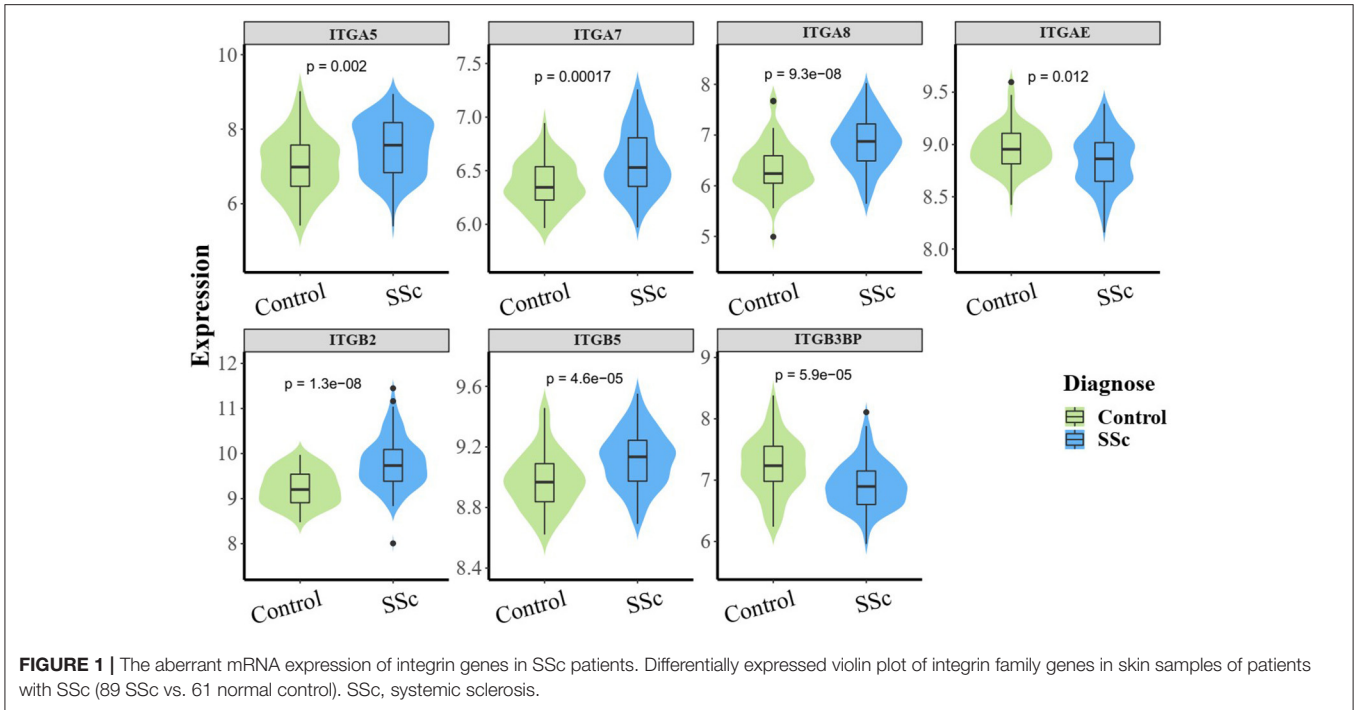 ITGA5
ITGA7
ITGA8
ITGAE
p = 0.002
p = 0.00017
p = 9.3e−08
p = 0.012
10
8
6
7.5
7.0
6.5
6.0
8
7
6
5
9.5
9.0
8.5
8.0
Control
SSc
Control
SSc
Control
SSc
Control
SSc
Expression
ITGB2
ITGB5
ITGB3BP
p = 1.3e−08
p = 4.6e−05
p = 5.9e−05
12
11
10
9
8
9.6
9.2
8.8
8.4
9
8
7
6
Control
SSc
Control
SSc
Control
SSc
Diagnose
Control
SSc
FIGURE 1 | The aberrant mRNA expression of integrin genes in SSc patients. Differentially expressed violin plot of integrin family genes in skin samples of patients
with SSc (89 SSc vs. 61 normal control). SSc, systemic sclerosis.